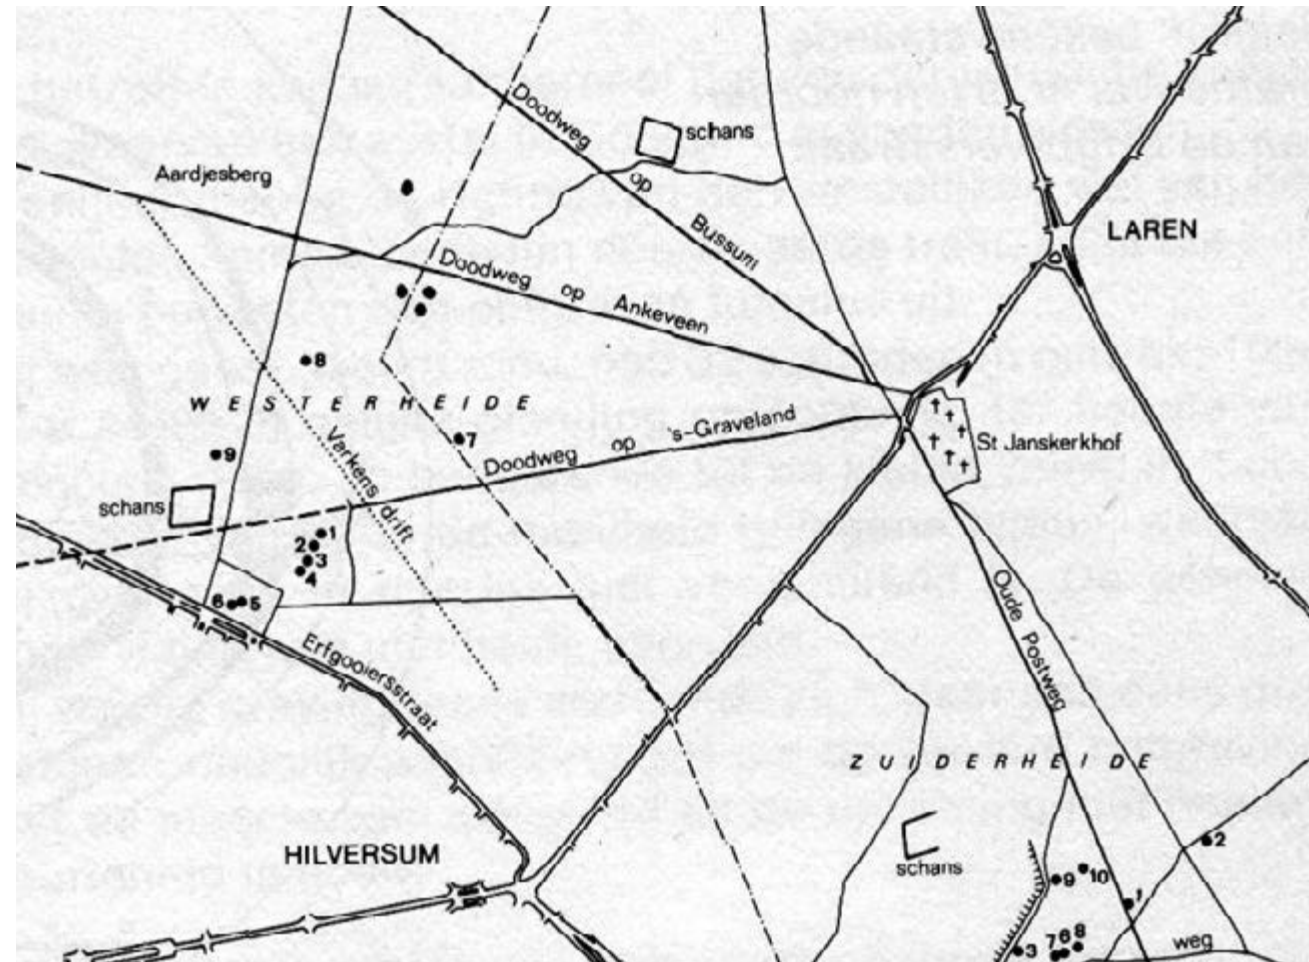 Doodweg op Bussum
schans
Aardjesberg
LAREN
Doodweg op Ankeveen
8
W E S T E R H E I D E
7
Doodweg op 's-Graveland
St Janskerkhof
9
Varkens drift
schans
1
2
3
4
6 5
Oude Postweg
Erfgooiersstraat
Z U I D E R H E I D E
HILVERSUM
schans
2
9 10
1
3 7 6 8
weg